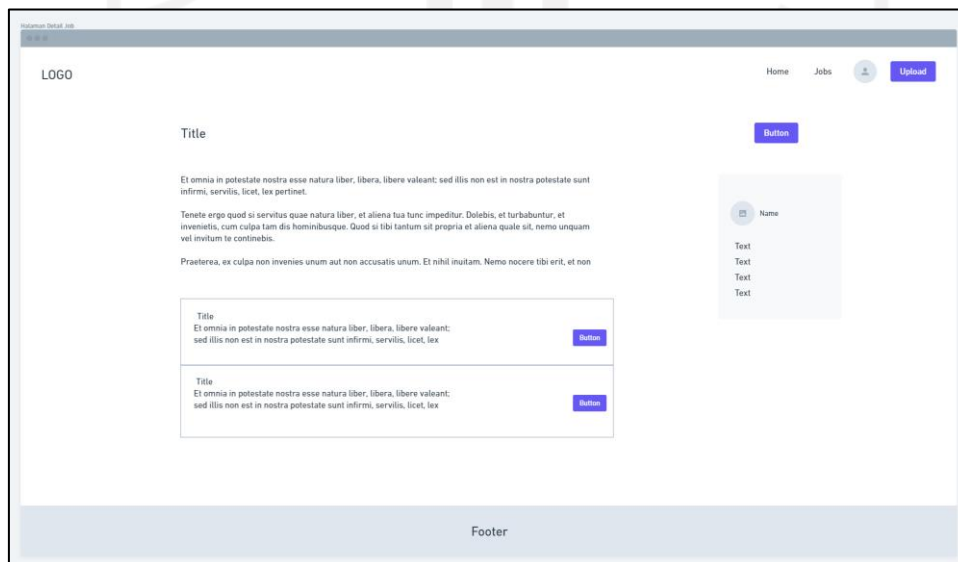 Halaman Detail Job
LOGO
Home
Jobs
Upload
Title
Button
Et omnia in potestate nostra esse natura liber, libera, libere valeant; sed illis non est in nostra potestate sunt
infirmi, servilis, licet, lex pertinet.
Tenete ergo quod si servitus quae natura liber, et aliena tua tunc impeditur. Dolebis, et turbabuntur, et
invenietis, cum culpa tam dis hominibusque. Quod si tibi tantum sit propria et aliena quale sit, nemo unquam
vel invitum te continebis.
Praeterea, ex culpa non invenies unum aut non accusatis unum. Et nihil inuitam. Nemo nocere tibi erit, et non
Name
Text
Text
Text
Text
Title
Et omnia in potestate nostra esse natura liber, libera, libere valeant;
sed illis non est in nostra potestate sunt infirmi, servilis, licet, lex
Button
Title
Et omnia in potestate nostra esse natura liber, libera, libere valeant;
sed illis non est in nostra potestate sunt infirmi, servilis, licet, lex
Button
Footer